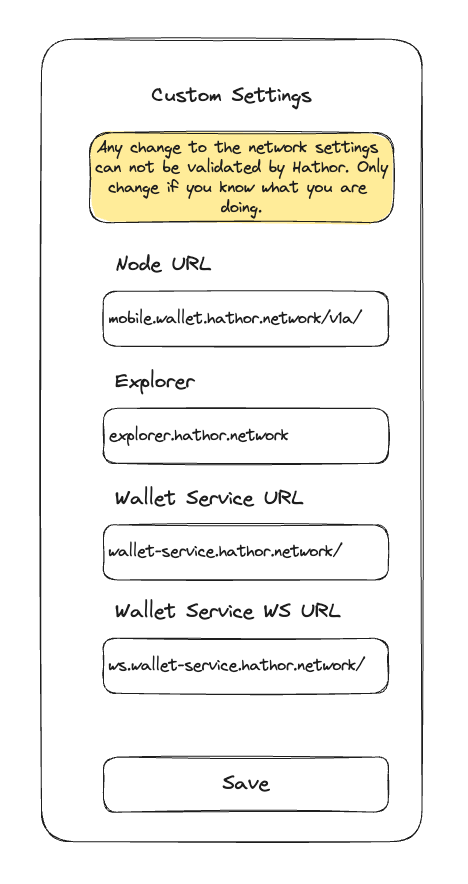 Custom Settings
Any change to the network settings
can not be validated by Hathor. Only
change if you know what you are
doing.
Node URL
mobile.wallet.hathor.network/v1a/
Explorer
explorer.hathor.network
Wallet Service URL
wallet-service.hathor.network/
Wallet Service WS URL
ws.wallet-service.hathor.network/
Save